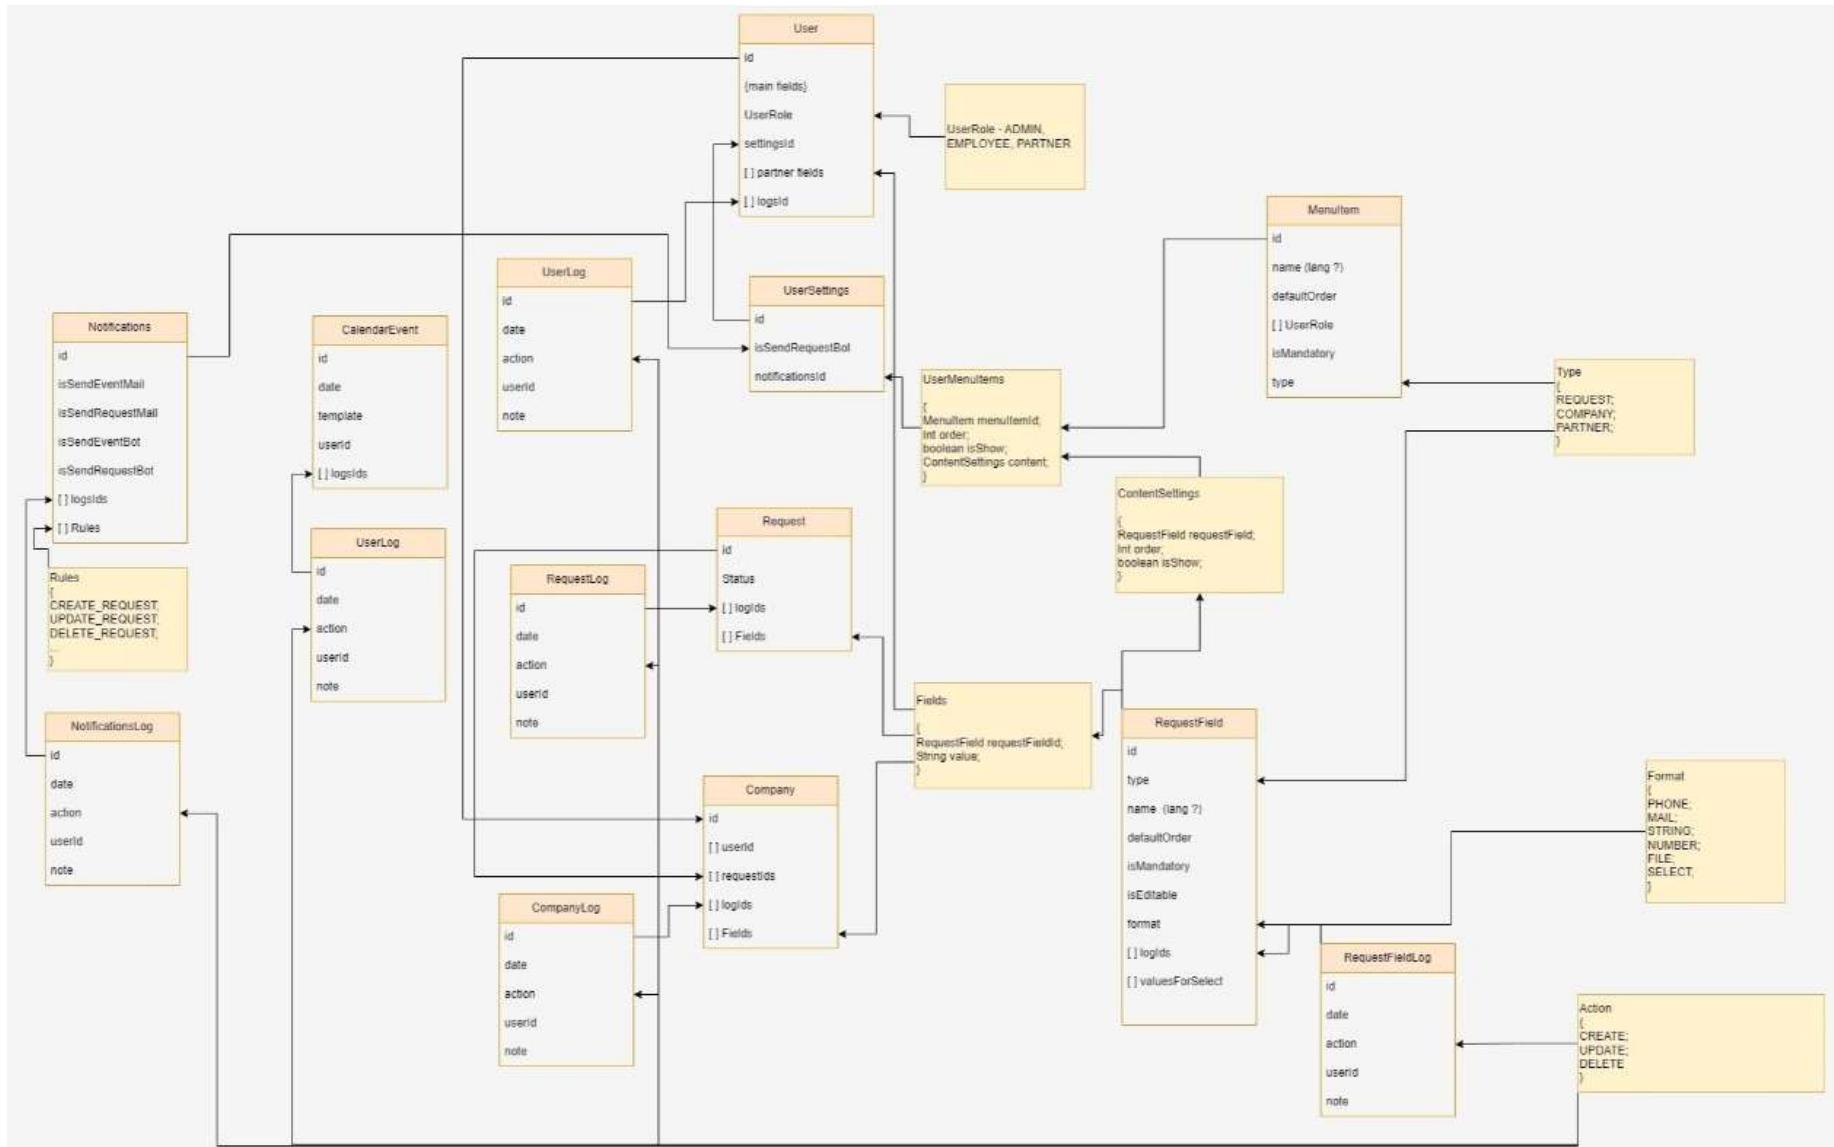 User
id
{main fields}
UserRole
settingsId
[ ] partner fields
[ ] logsId
UserRole - ADMIN,
EMPLOYEE, PARTNER
MenuItem
id
name (lang ?)
defaultOrder
[ ] UserRole
isMandatory
type
UserLog
id
date
action
userId
note
UserSettings
id
isSendRequestBot
notificationsId
Notifications
id
isSendEventMail
isSendRequestMail
isSendEventBot
isSendRequestBot
[ ] logsIds
[ ] Rules
CalendarEvent
id
date
template
userId
[ ] logsIds
UserMenuItems
{
MenuItem menuItemId;
Int order;
boolean isShow;
ContentSettings content;
}
Type
{
REQUEST;
COMPANY;
PARTNER;
}
ContentSettings
{
RequestField requestField;
Int order;
boolean isShow;
}
Request
id
Status
[ ] logIds
[ ] Fields
UserLog
id
date
action
userId
note
RequestLog
id
date
action
userId
note
Rules
{
CREATE_REQUEST;
UPDATE_REQUEST;
DELETE_REQUEST;
...
}
NotificationsLog
id
date
action
userId
note
Fields
{
RequestField requestFieldId;
String value;
}
RequestField
id
type
name (lang ?)
defaultOrder
isMandatory
isEditable
format
[ ] logIds
[ ] valuesForSelect
Company
id
[ ] userId
[ ] requestIds
[ ] logIds
[ ] Fields
Format
{
PHONE;
MAIL;
STRING;
NUMBER;
FILE;
SELECT;
}
CompanyLog
id
date
action
userId
note
RequestFieldLog
id
date
action
userId
note
Action
{
CREATE;
UPDATE;
DELETE
}